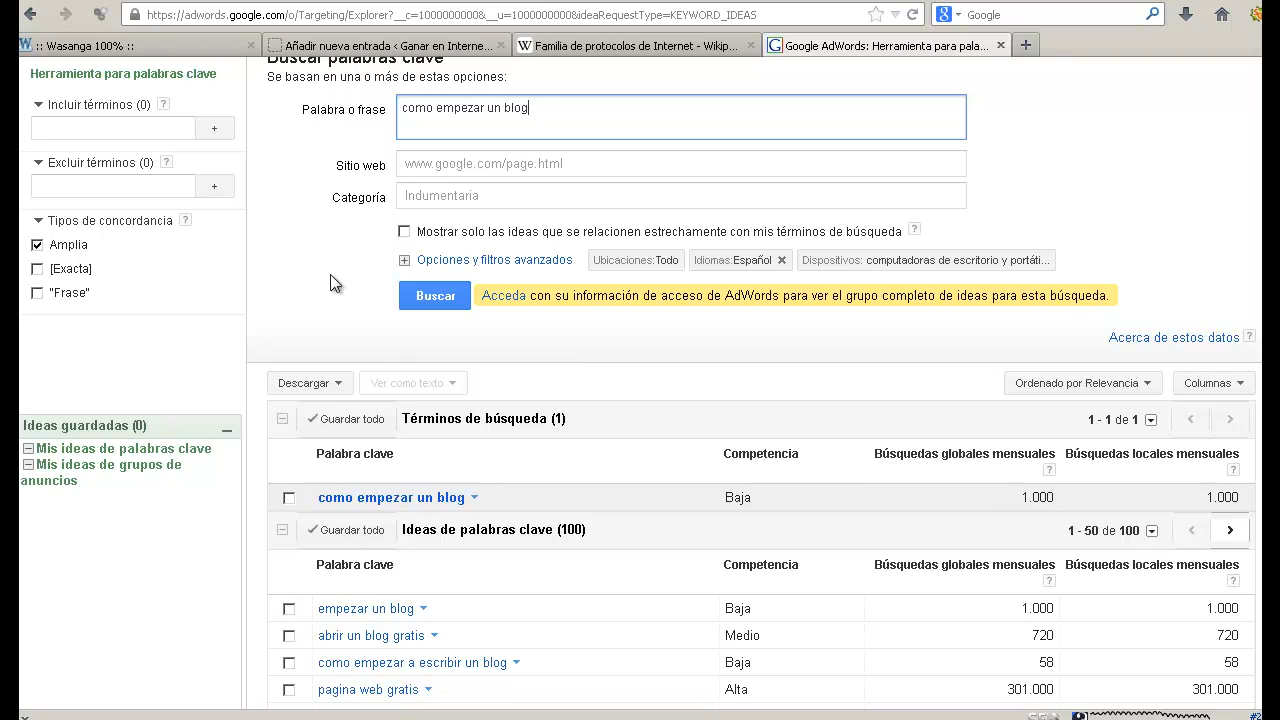 https://adwords.google.com/o/Targeting/Explorer?__c=1000000000&__u=1000000000&ideaRequestType=KEYWORD_IDEAS
Google
:: Wasanga 100% ::
Añadir nueva entrada ‹ Ganar en Interne...
Familia de protocolos de Internet - Wikip...
Google AdWords: Herramienta para pala...
Herramienta para palabras clave
Incluir términos (0) ?
+
Excluir términos (0) ?
+
Tipos de concordancia ?
Amplia
[Exacta]
"Frase"
Ideas guardadas (0)
Mis ideas de palabras clave
Mis ideas de grupos de
anuncios
Buscar palabras clave
Se basan en una o más de estas opciones:
Palabra o frase como empezar un blog
Sitio web www.google.com/page.html
Categoría Indumentaria
Mostrar solo las ideas que se relacionen estrechamente con mis términos de búsqueda ?
Opciones y filtros avanzados Ubicaciones:Todo Idiomas:Español Dispositivos: computadoras de escritorio y portáti...
Buscar Acceda con su información de acceso de AdWords para ver el grupo completo de ideas para esta búsqueda.
Acerca de estos datos ?
Descargar Ver como texto Ordenado por Relevancia Columnas
Guardar todo Términos de búsqueda (1) 1 - 1 de 1
Palabra clave Competencia Búsquedas globales mensuales ? Búsquedas locales mensuales ?
como empezar un blog Baja 1.000 1.000
Guardar todo Ideas de palabras clave (100) 1 - 50 de 100
Palabra clave Competencia Búsquedas globales mensuales ? Búsquedas locales mensuales ?
empezar un blog Baja 1.000 1.000
abrir un blog gratis Medio 720 720
como empezar a escribir un blog Baja 58 58
pagina web gratis Alta 301.000 301.000